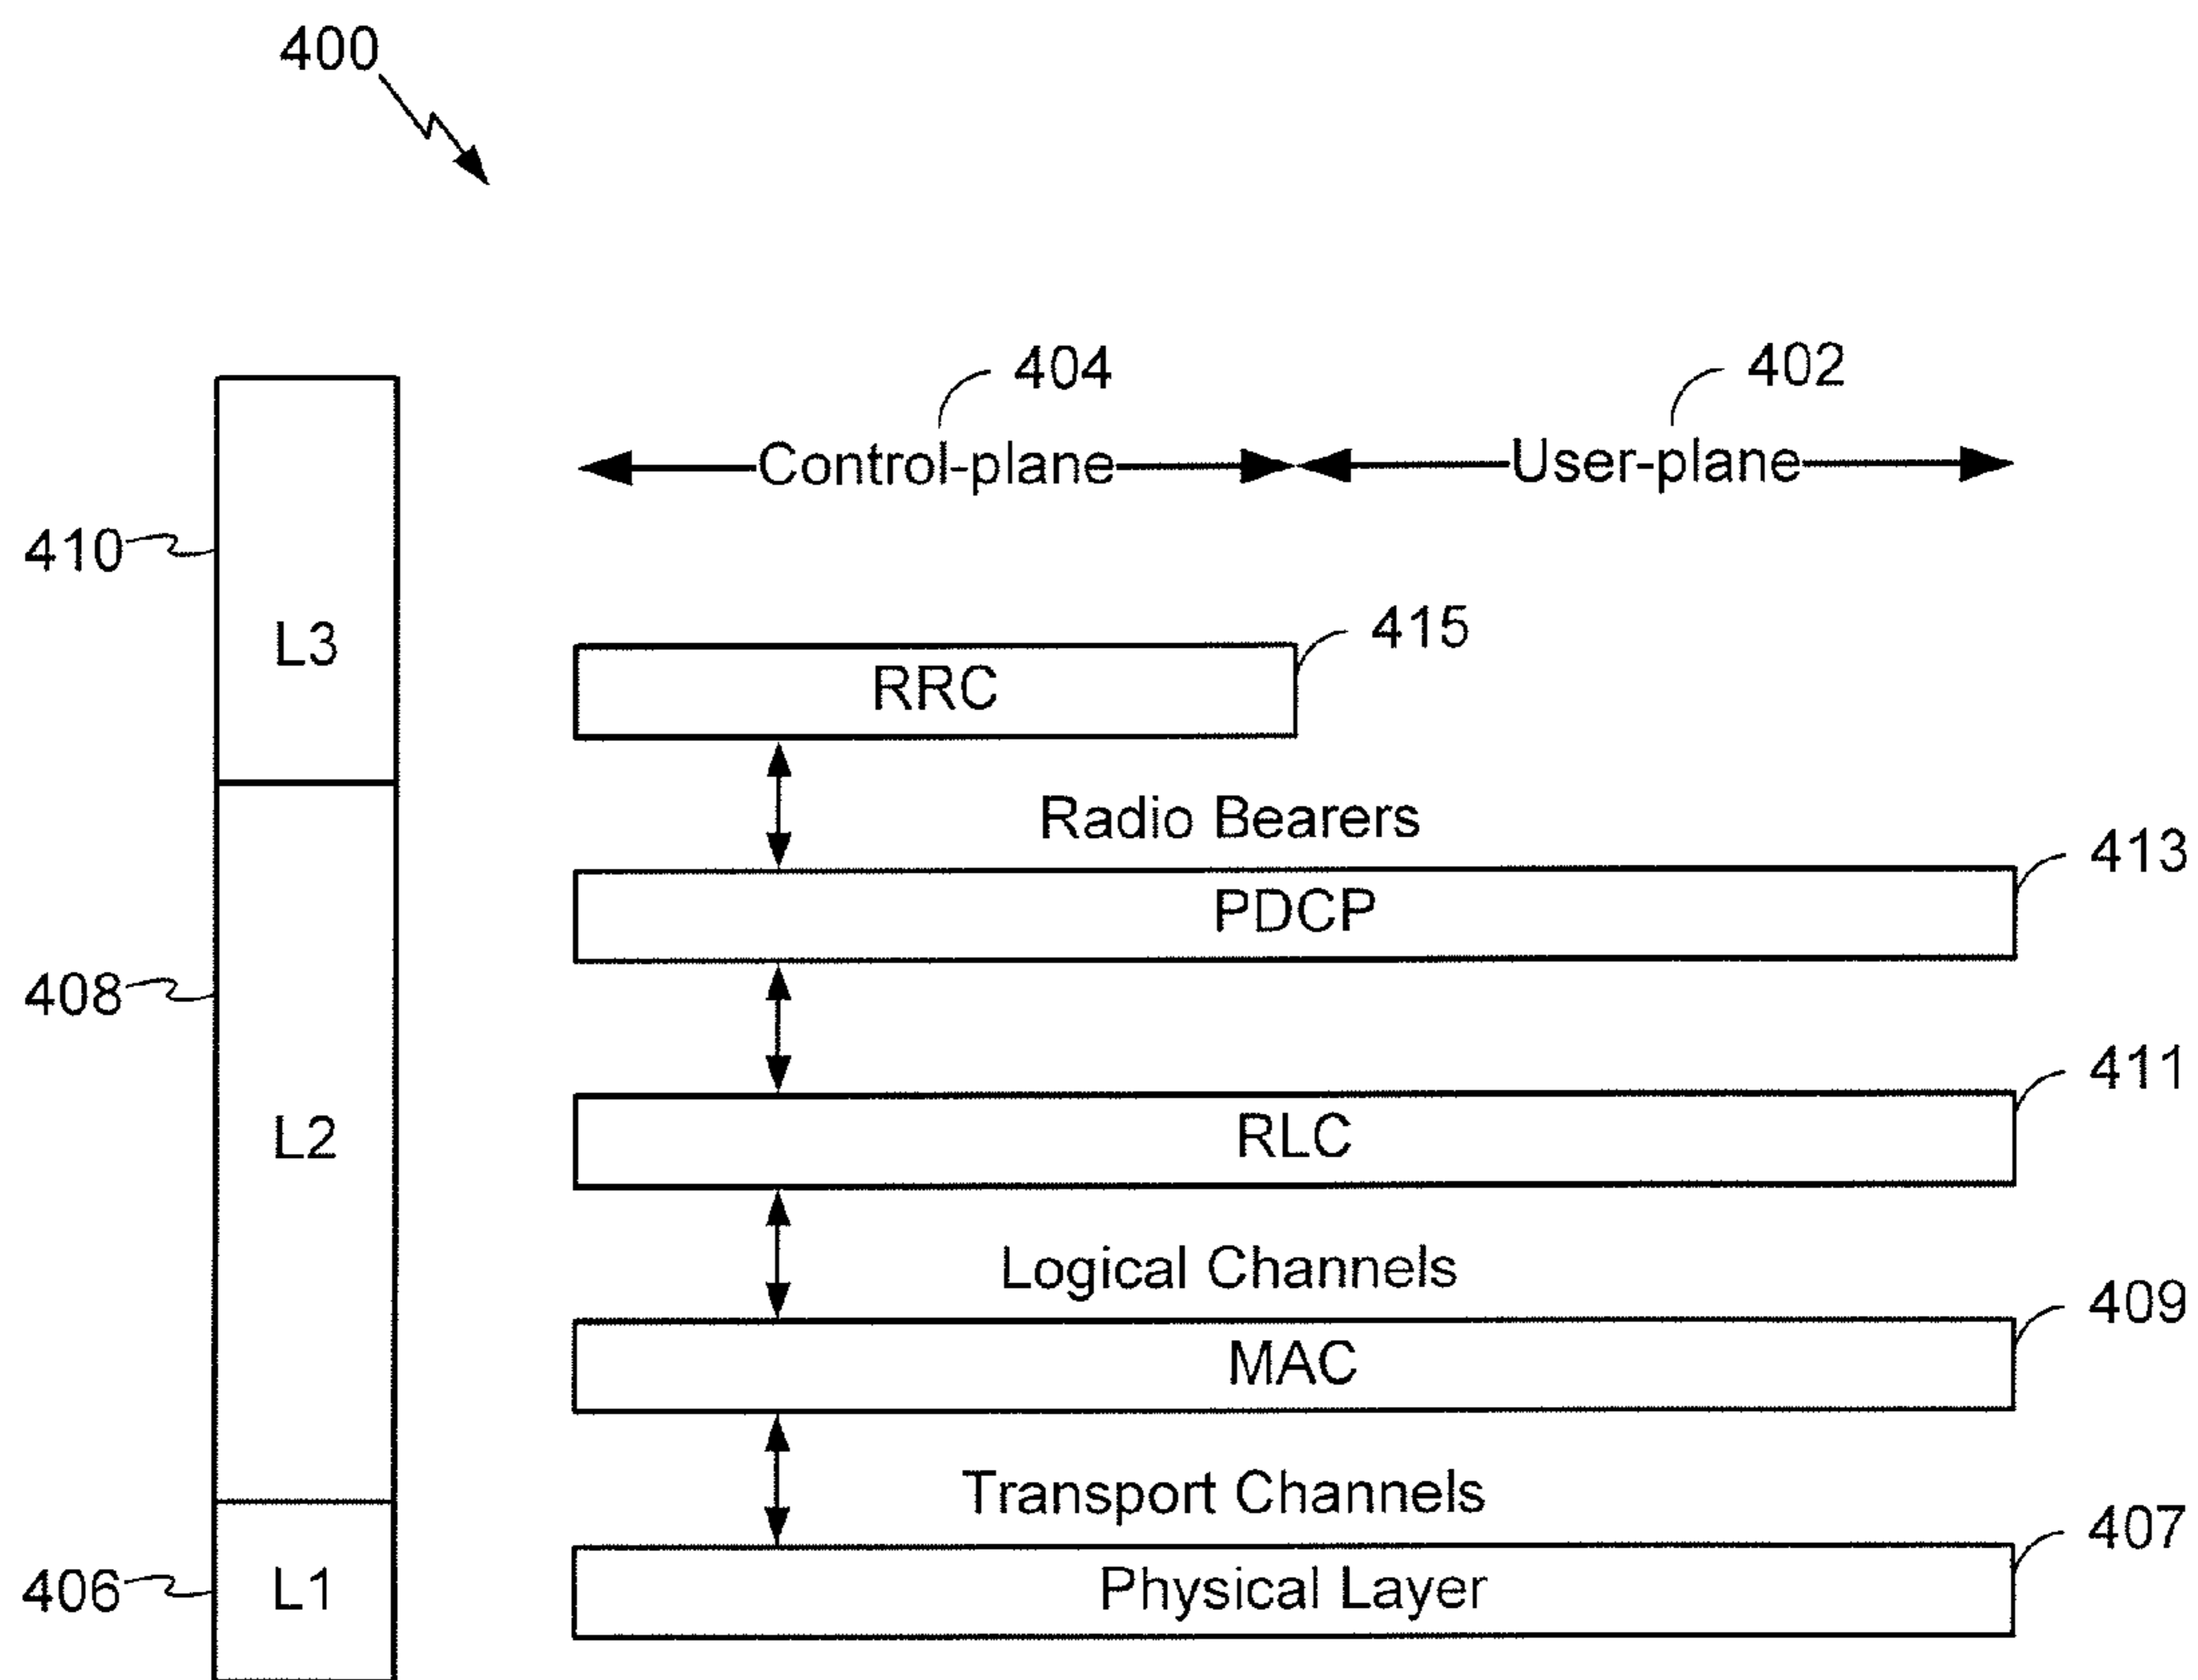 400
404
402
Control-plane
User-plane
410
L3
415
RRC
Radio Bearers
413
PDCP
408
L2
411
RLC
Logical Channels
409
MAC
Transport Channels
407
406
L1
Physical Layer